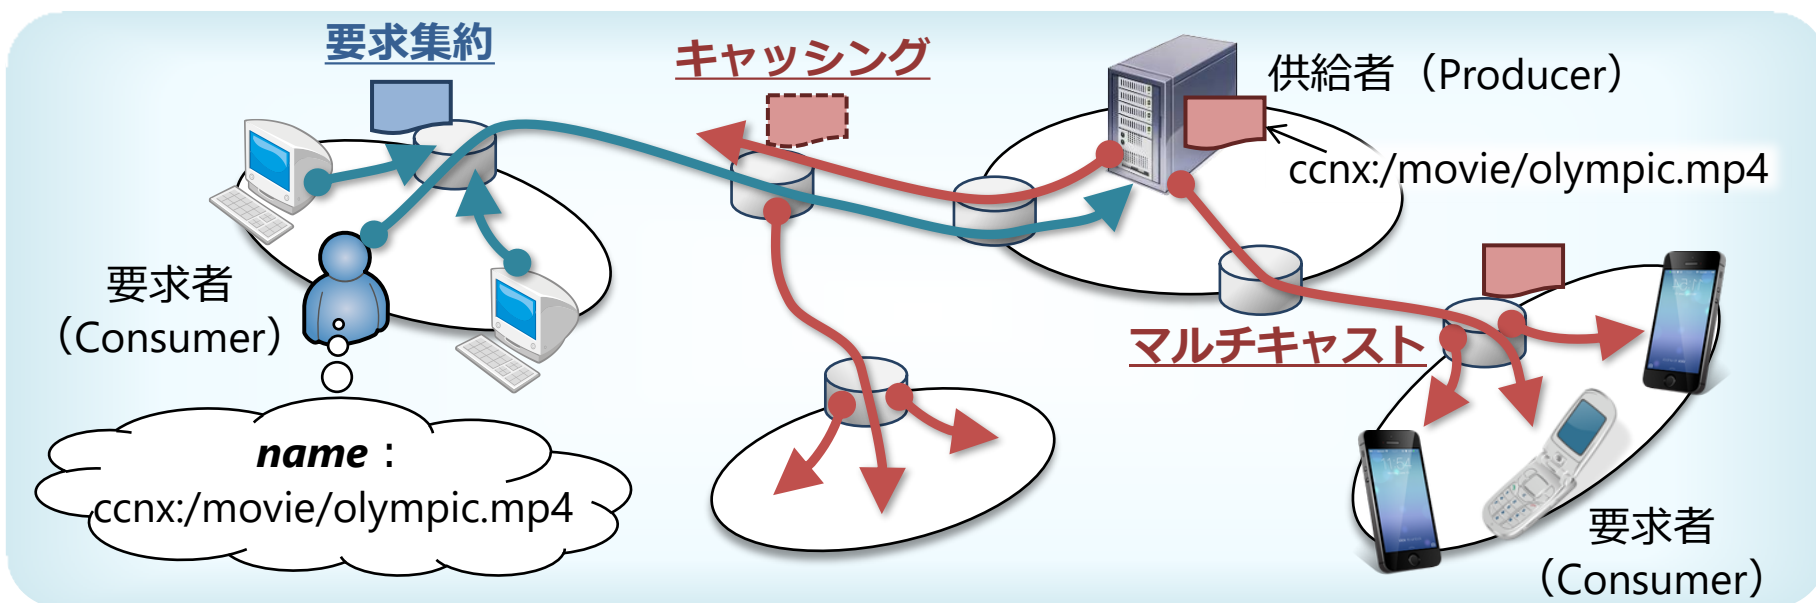 要求集約
キャッシング
供給者（Producer）
ccnx:/movie/olympic.mp4
要求者
（Consumer）
マルチキャスト
name：
ccnx:/movie/olympic.mp4
11:54
要求者
（Consumer）